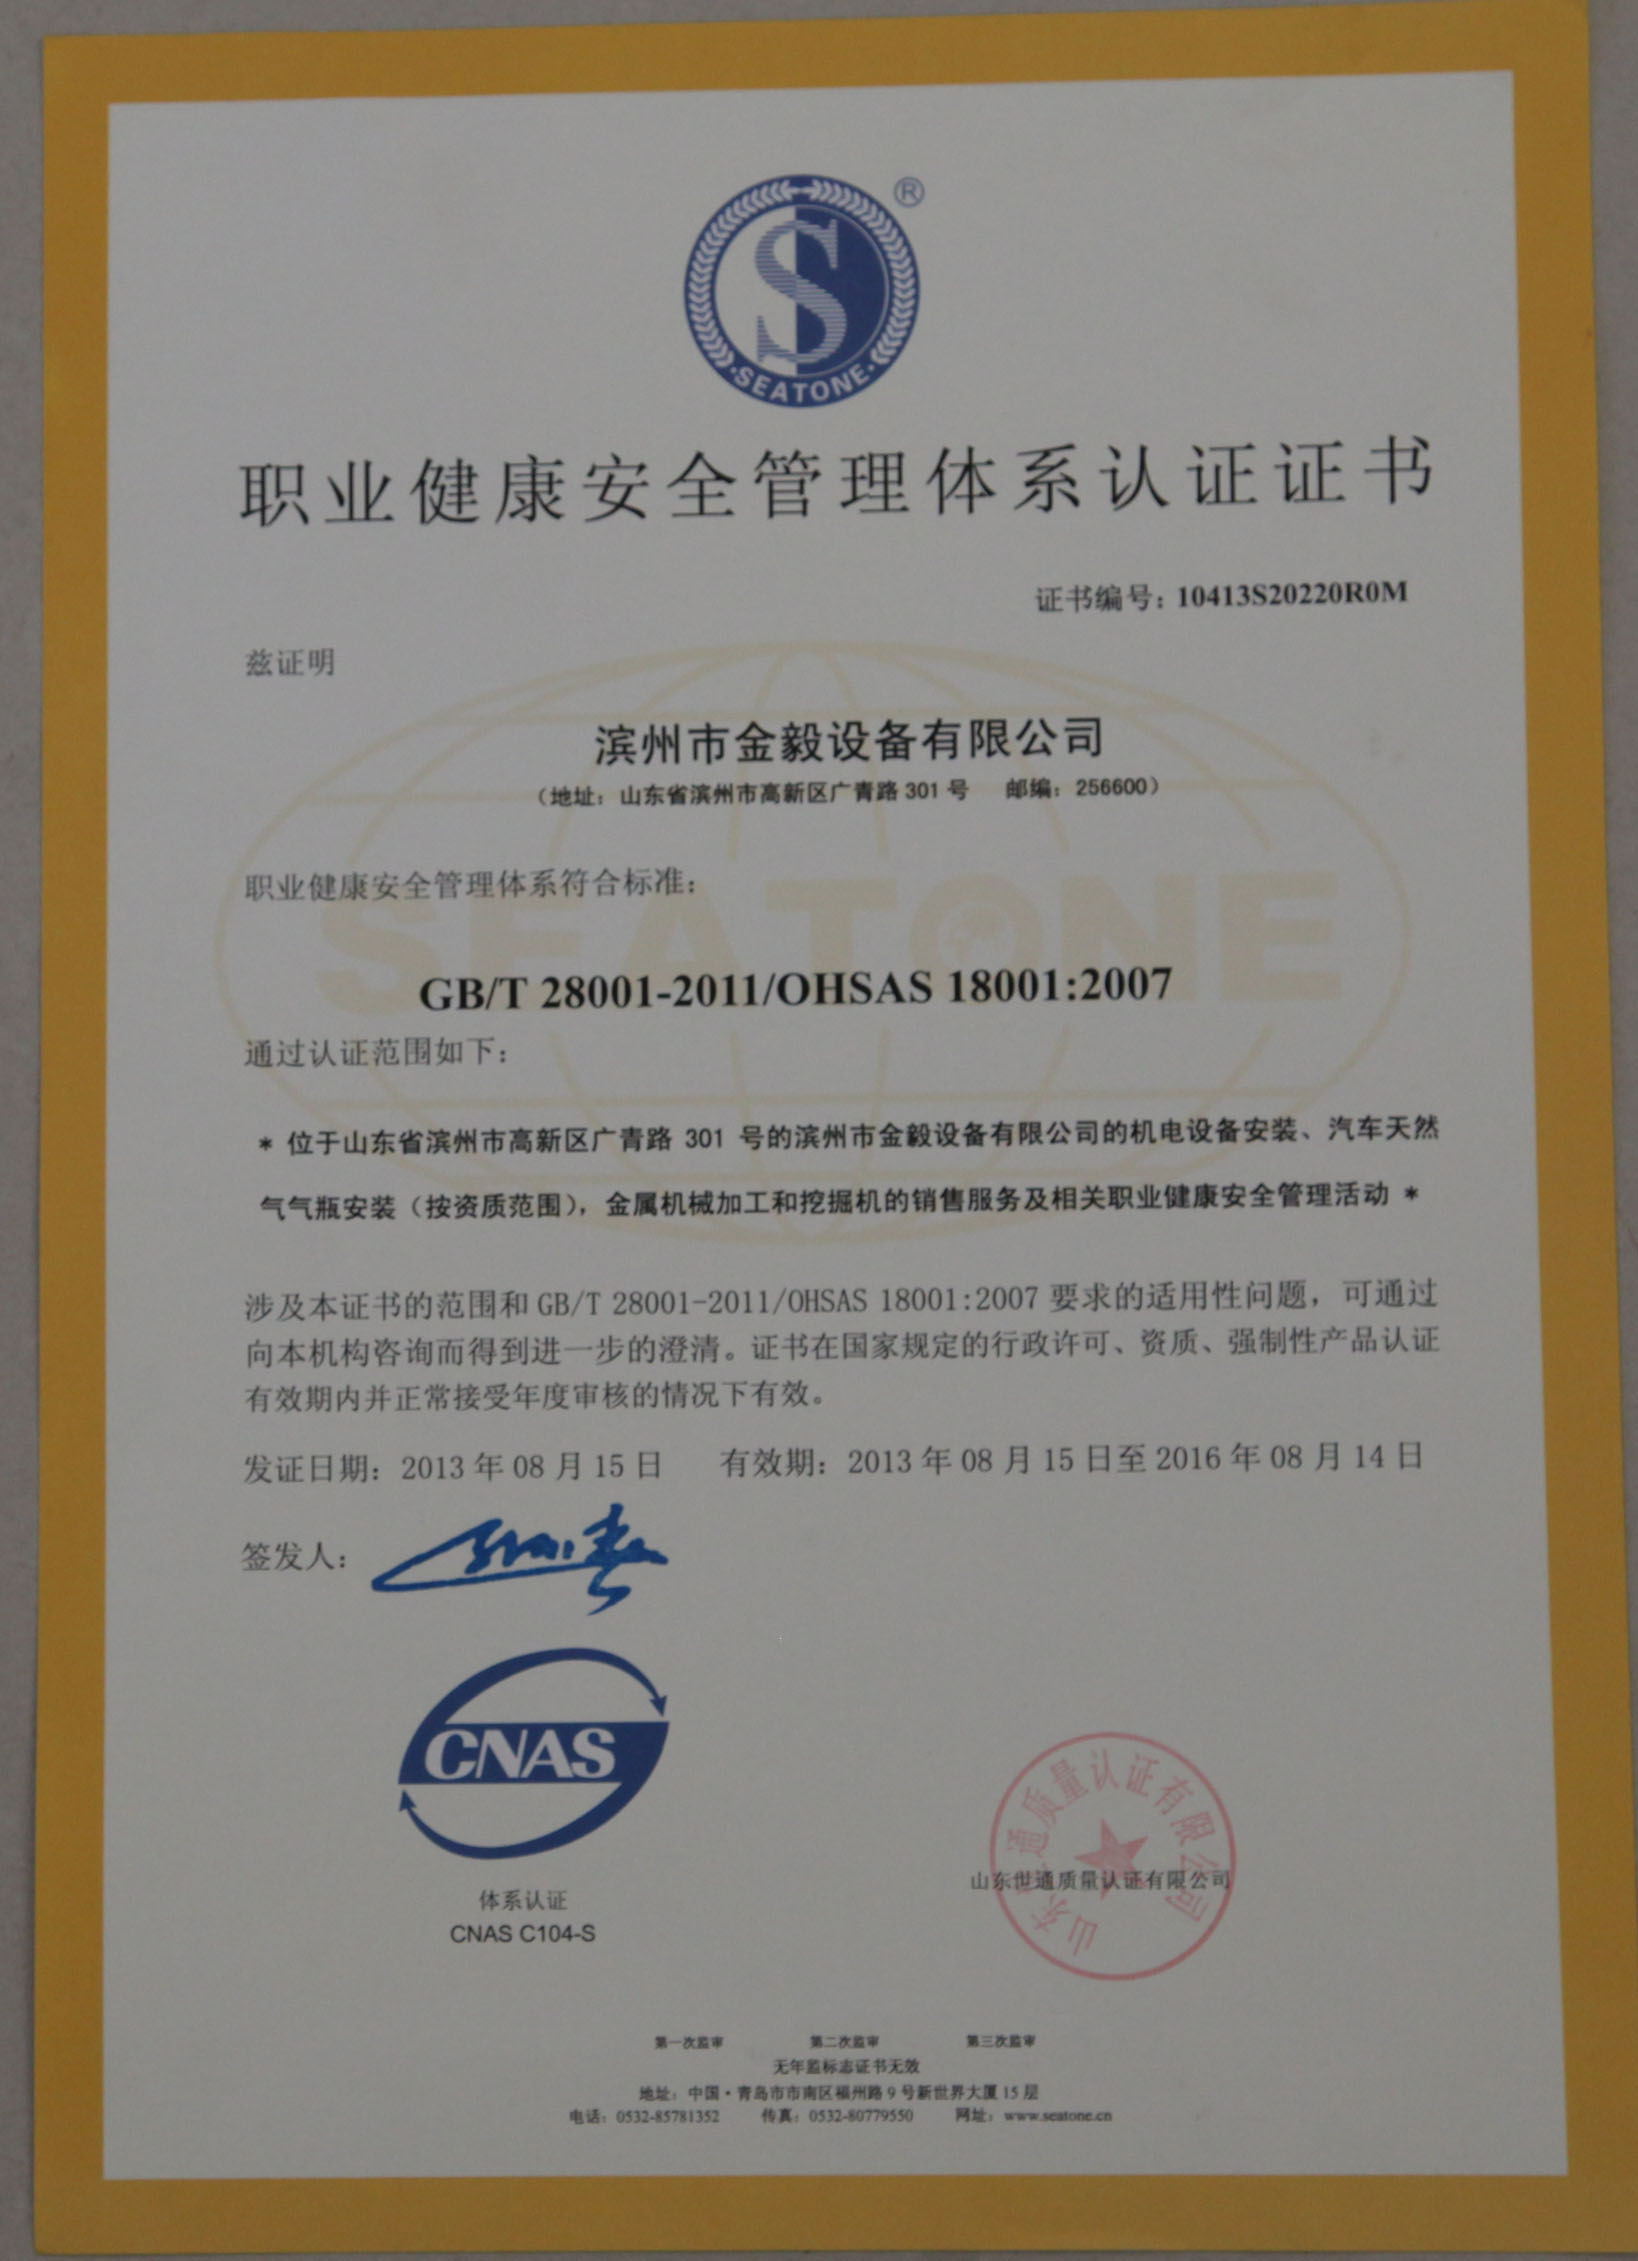 ®
S
SEATONE
职业健康安全管理体系认证证书
证书编号：10413S20220R0M
兹证明
滨州市金毅设备有限公司
（地址：山东省滨州市高新区广青路 301 号 邮编：256600）
职业健康安全管理体系符合标准：
SEATONE
GB/T 28001-2011/OHSAS 18001:2007
通过认证范围如下：
* 位于山东省滨州市高新区广青路 301 号的滨州市金毅设备有限公司的机电设备安装、汽车天然
气气瓶安装（按资质范围），金属机械加工和挖掘机的销售服务及相关职业健康安全管理活动 *
涉及本证书的范围和 GB/T 28001-2011/OHSAS 18001:2007 要求的适用性问题，可通过
向本机构咨询而得到进一步的澄清。证书在国家规定的行政许可、资质、强制性产品认证
有效期内并正常接受年度审核的情况下有效。
发证日期：2013 年 08 月 15 日 有效期：2013 年 08 月 15 日至 2016 年 08 月 14 日
签发人：
CNAS
体系认证
CNAS C104-S
山东世通质量认证有限公司
山东世通质量认证有限公司
第一次监审 第二次监审 第三次监审
无年监标志证书无效
地址：中国·青岛市市南区福州路 9 号新世界大厦 15 层
电话：0532-85781352 传真：0532-80779550 网址：www.seatone.cn